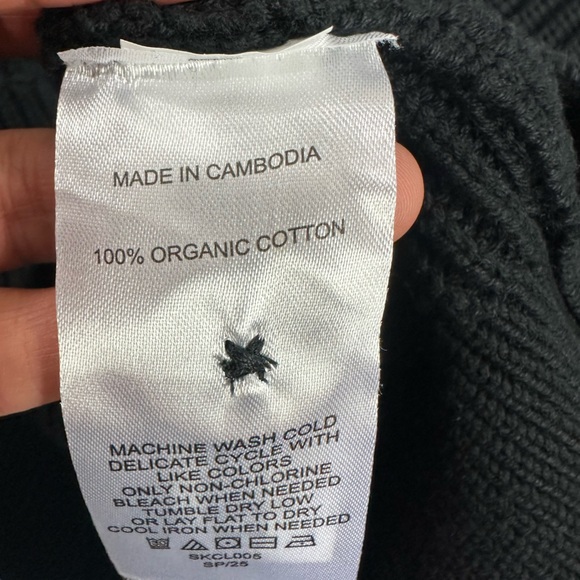 MADE IN CAMBODIA
100% ORGANIC COTTON
MACHINE WASH COLD
DELICATE CYCLE WITH
LIKE COLORS
ONLY NON-CHLORINE
BLEACH WHEN NEEDED
TUMBLE DRY LOW
OR LAY FLAT TO DRY
COOL IRON WHEN NEEDED
SKCL005
SP/25